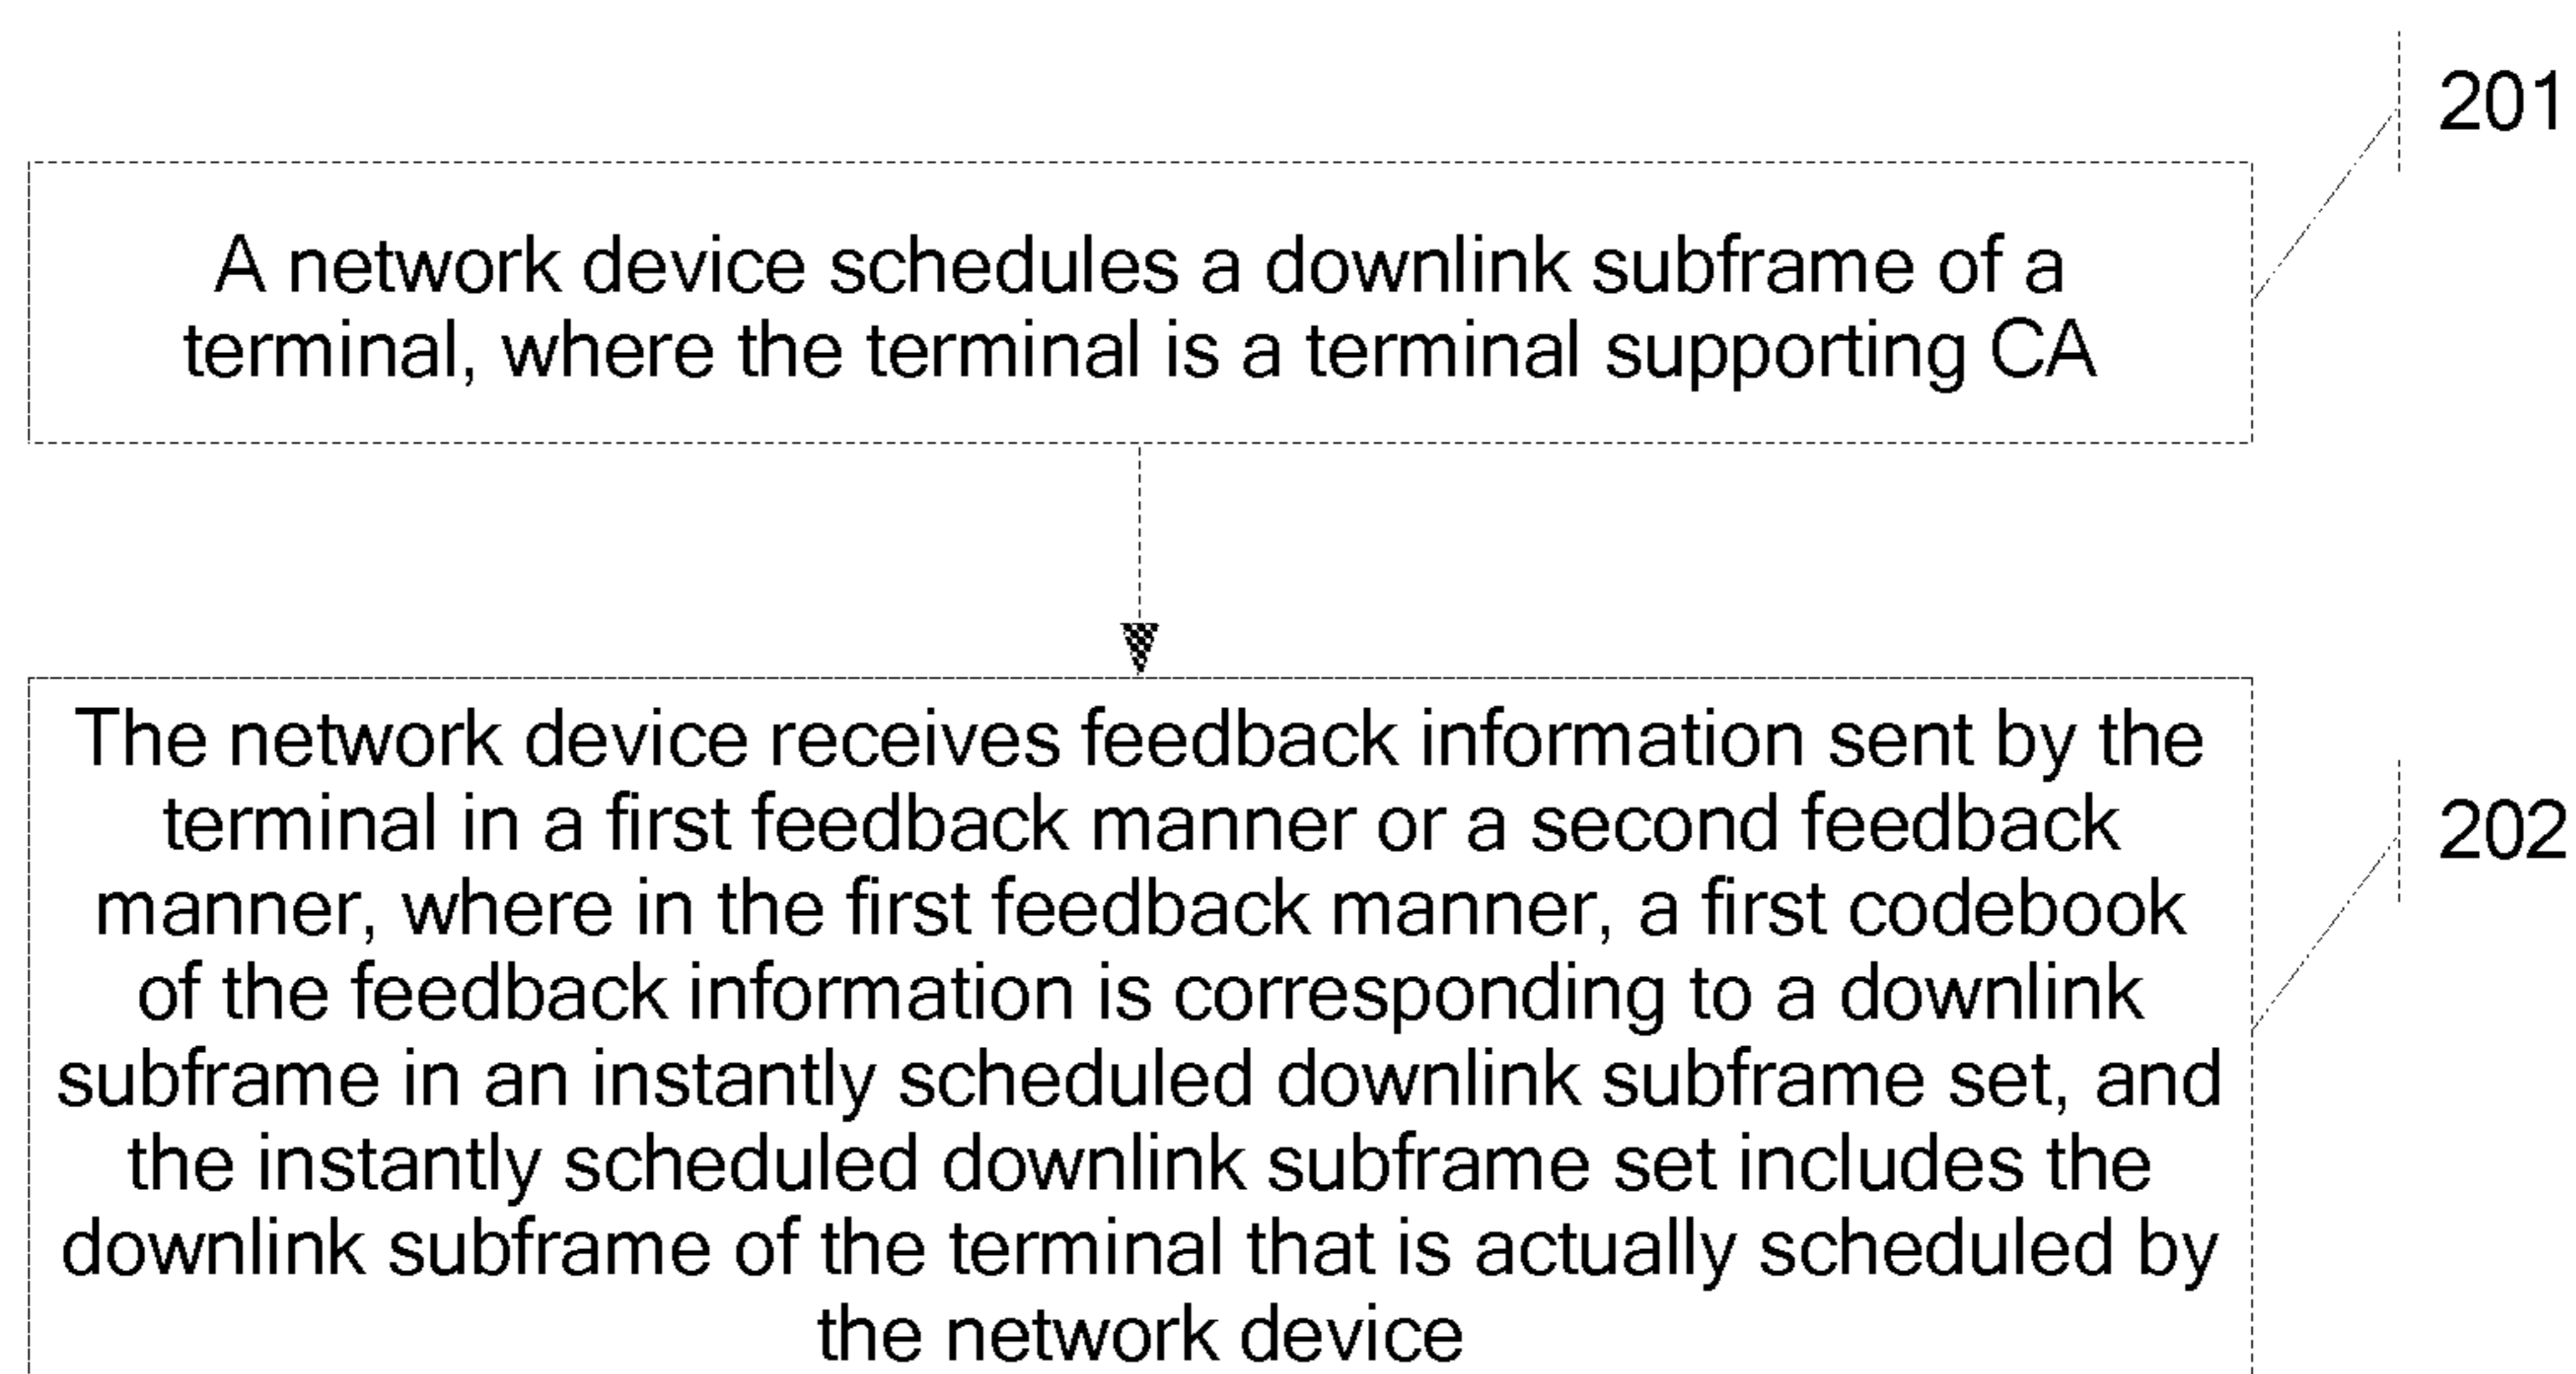 201
A network device schedules a downlink subframe of a
terminal, where the terminal is a terminal supporting CA
The network device receives feedback information sent by the
terminal in a first feedback manner or a second feedback
manner, where in the first feedback manner, a first codebook
of the feedback information is corresponding to a downlink
subframe in an instantly scheduled downlink subframe set, and
the instantly scheduled downlink subframe set includes the
downlink subframe of the terminal that is actually scheduled by
the network device
202